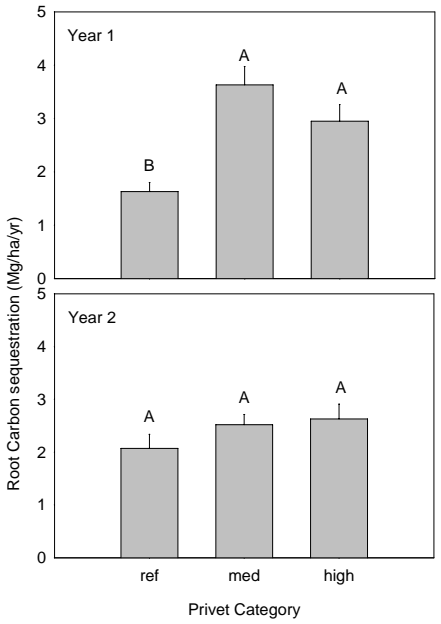 Root Carbon sequestration (Mg/ha/yr)
Year 1
5
4
3
2
1
0
B
A
A
Year 2
5
4
3
2
1
0
A
A
A
ref med high
Privet Category